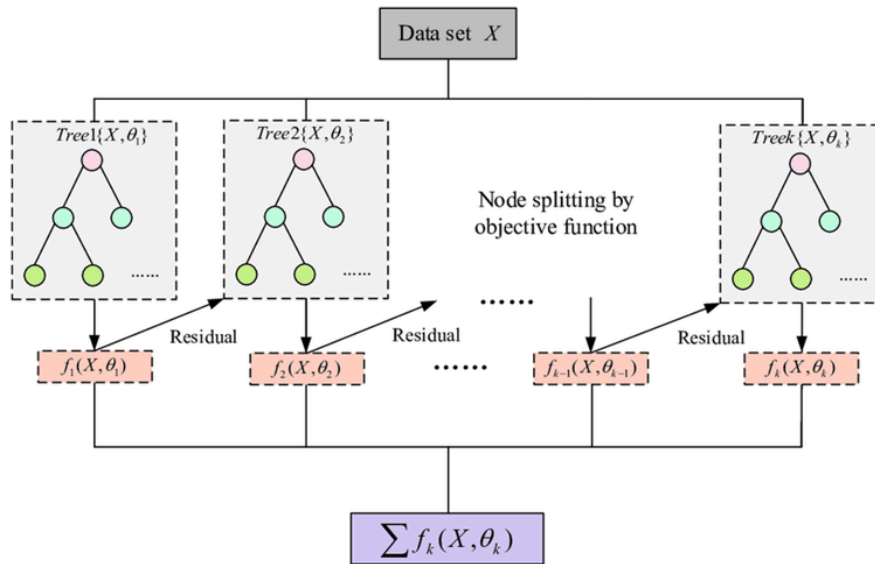 Data set X
Tree1{X,θ₁}
Tree2{X,θ₂}
Treek{X,θₖ}
Node splitting by
objective function
......
......
......
......
Residual
Residual
Residual
f₁(X,θ₁)
f₂(X,θ₂)
......
fₖ₋₁(X,θₖ₋₁)
fₖ(X,θₖ)
∑ fₖ(X,θₖ)